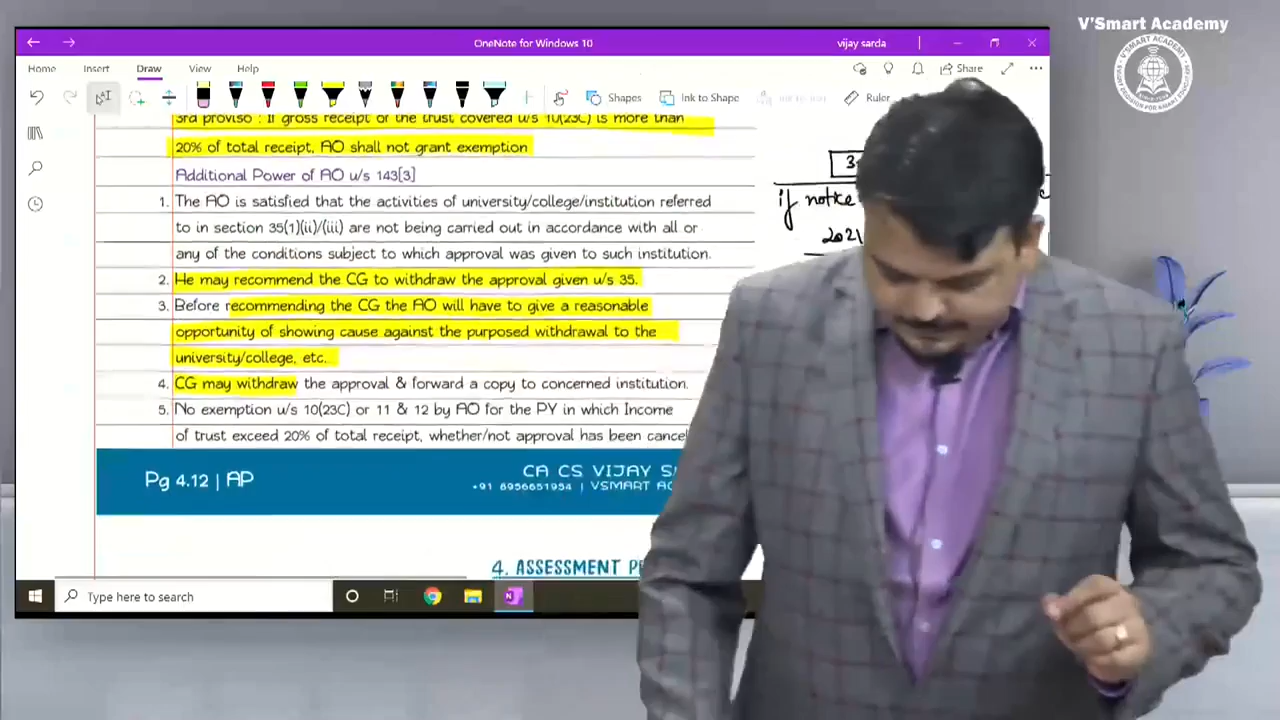 V'Smart Academy
OneNote for Windows 10
vijay sarda
Home Insert Draw View Help
Share
Shapes
Ink to Shape
Ruler
3rd proviso : If gross receipt of the trust covered u/s 10(23C) is more than
20% of total receipt, AO shall not grant exemption
Additional Power of AO u/s 143[3]
1. The AO is satisfied that the activities of university/college/institution referred
to in section 35(1)(ii)/(iii) are not being carried out in accordance with all or
any of the conditions subject to which approval was given to such institution.
2. He may recommend the CG to withdraw the approval given u/s 35.
3. Before recommending the CG the AO will have to give a reasonable
opportunity of showing cause against the purposed withdrawal to the
university/college, etc.
4. CG may withdraw the approval & forward a copy to concerned institution.
5. No exemption u/s 10(23C) or 11 & 12 by AO for the PY in which Income
of trust exceed 20% of total receipt, whether/not approval has been cancel
3
if notice
2021
Pg 4.12 | AP
CA CS VIJAY S
+91 6956651954 | VSMART AC
4. ASSESSMENT P
Type here to search